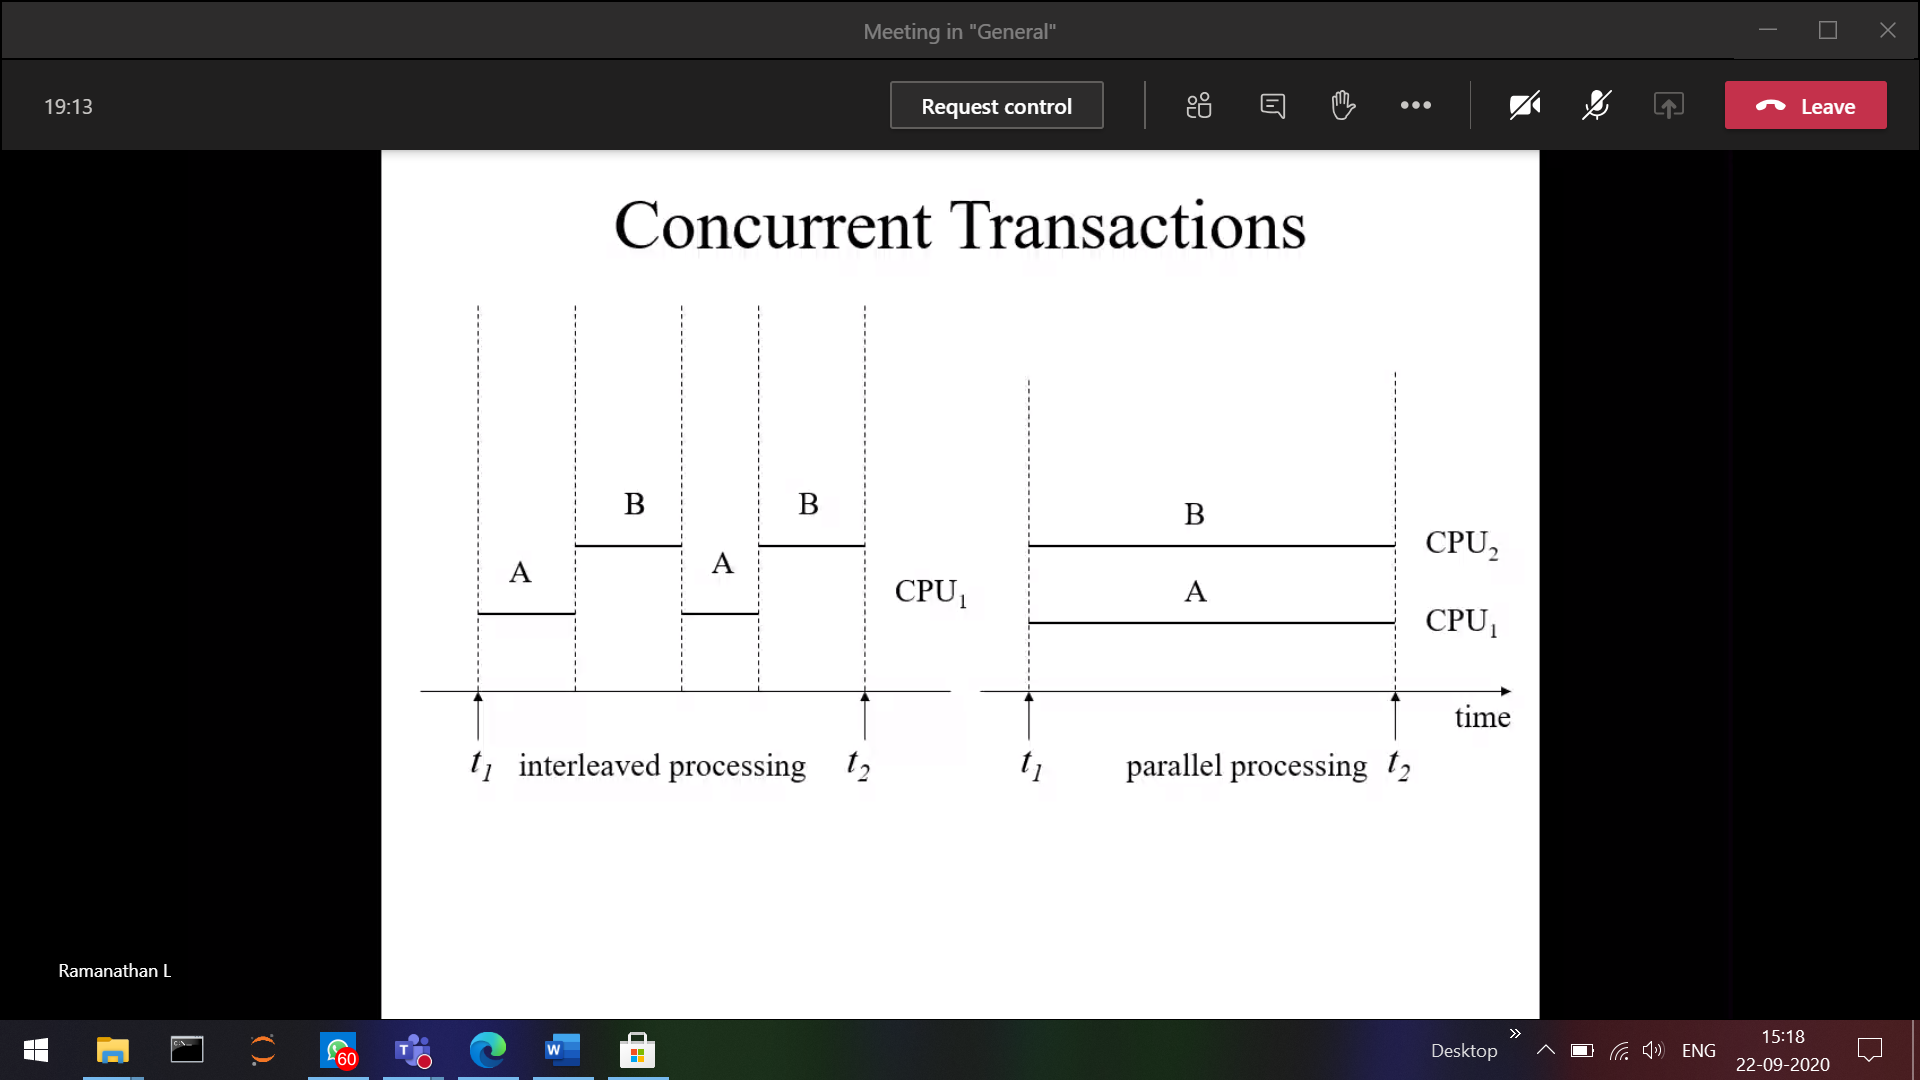 Meeting in "General"
19:13
Request control
Leave
Concurrent Transactions
B
B
A
A
CPU1
B
CPU2
A
CPU1
time
t1 interleaved processing t2
t1 parallel processing t2
Ramanathan L
60
T
W
Desktop
ENG
15:18
22-09-2020